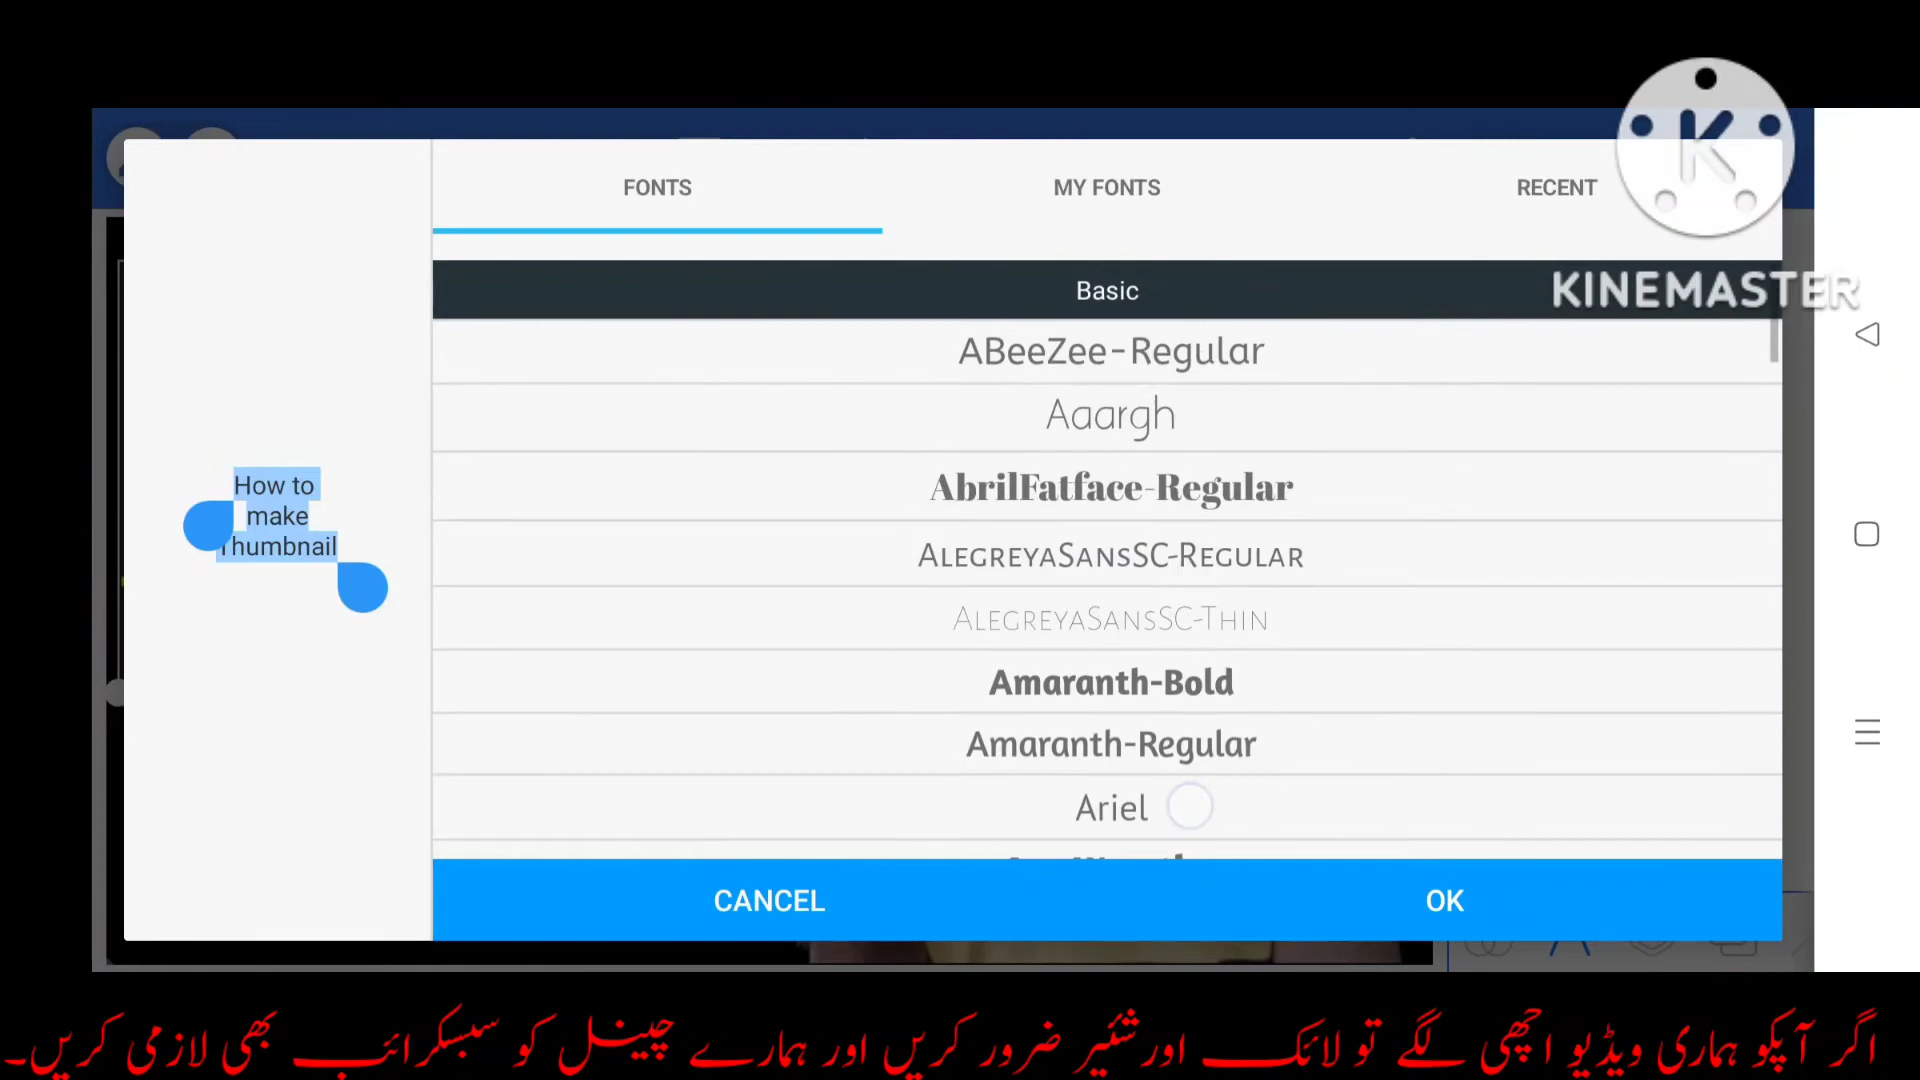 FONTS
MY FONTS
RECENT
K
KINEMASTER
Basic
ABeeZee-Regular
Aaargh
AbrilFatface-Regular
AlegreyaSansSC-Regular
AlegreyaSansSC-Thin
Amaranth-Bold
Amaranth-Regular
Ariel
How to
make
Thumbnail
CANCEL
OK
اگر آپکو ہماری ویڈیو اچھی لگے تو لائک اور شئیر ضرور کریں اور ہمارے چینل کو سبسکرائب بھی لازمی کریں۔